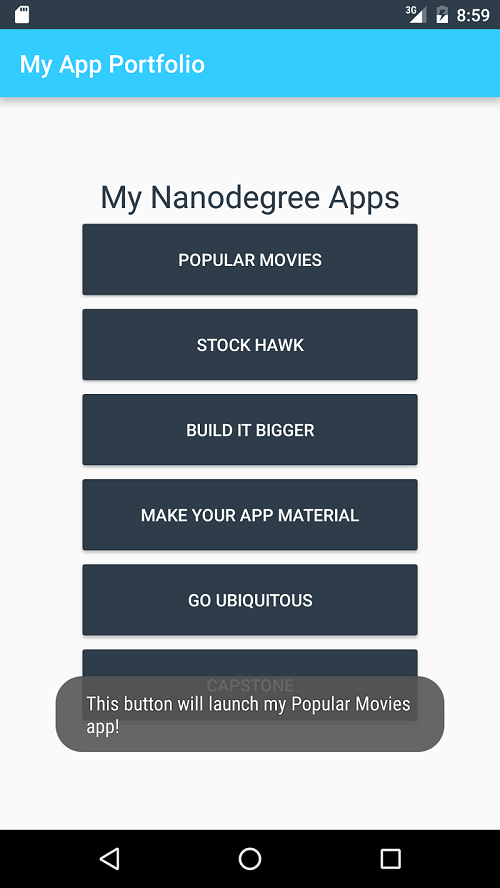 3G 8:59
My App Portfolio
My Nanodegree Apps
POPULAR MOVIES
STOCK HAWK
BUILD IT BIGGER
MAKE YOUR APP MATERIAL
GO UBIQUITOUS
CAPSTONE
This button will launch my Popular Movies
app!